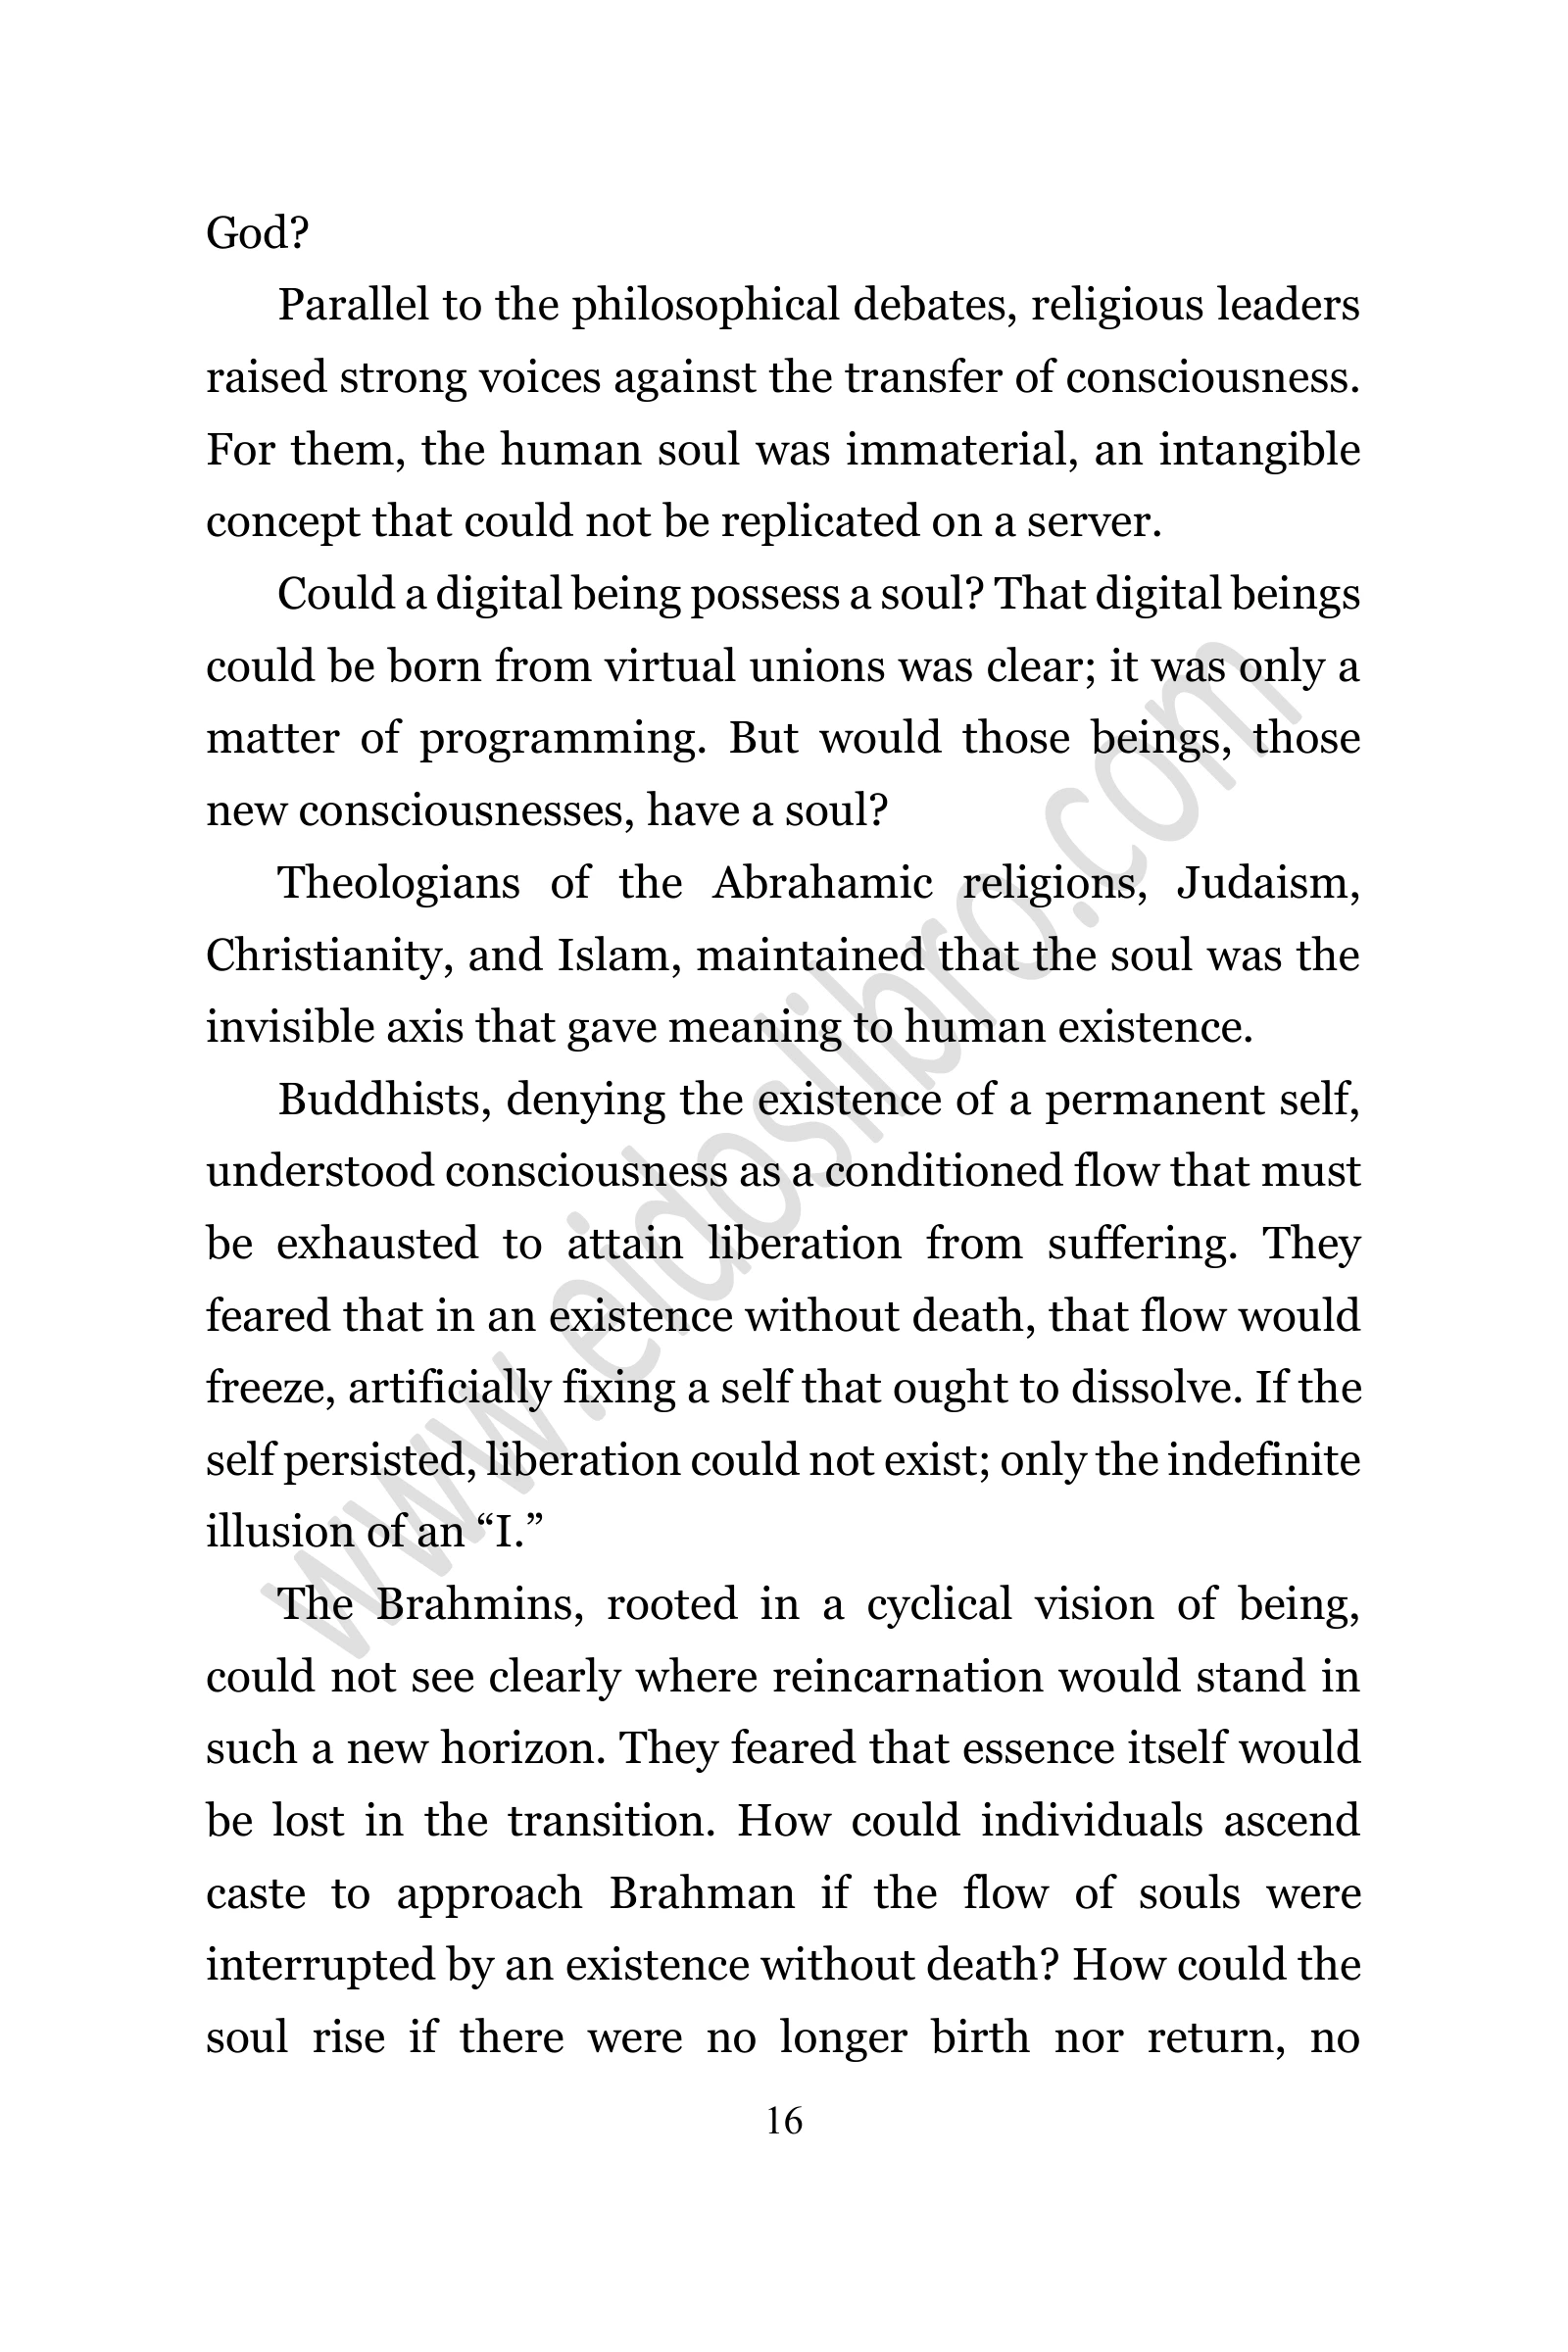 God?
Parallel to the philosophical debates, religious leaders
raised strong voices against the transfer of consciousness.
For them, the human soul was immaterial, an intangible
concept that could not be replicated on a server.
Could a digital being possess a soul? That digital beings
could be born from virtual unions was clear; it was only a
matter of programming. But would those beings, those
new consciousnesses, have a soul?
Theologians of the Abrahamic religions, Judaism,
Christianity, and Islam, maintained that the soul was the
invisible axis that gave meaning to human existence.
Buddhists, denying the existence of a permanent self,
understood consciousness as a conditioned flow that must
be exhausted to attain liberation from suffering. They
feared that in an existence without death, that flow would
freeze, artificially fixing a self that ought to dissolve. If the
self persisted, liberation could not exist; only the indefinite
illusion of an “I.”
The Brahmins, rooted in a cyclical vision of being,
could not see clearly where reincarnation would stand in
such a new horizon. They feared that essence itself would
be lost in the transition. How could individuals ascend
caste to approach Brahman if the flow of souls were
interrupted by an existence without death? How could the
soul rise if there were no longer birth nor return, no
16
www.eidoslibro.com